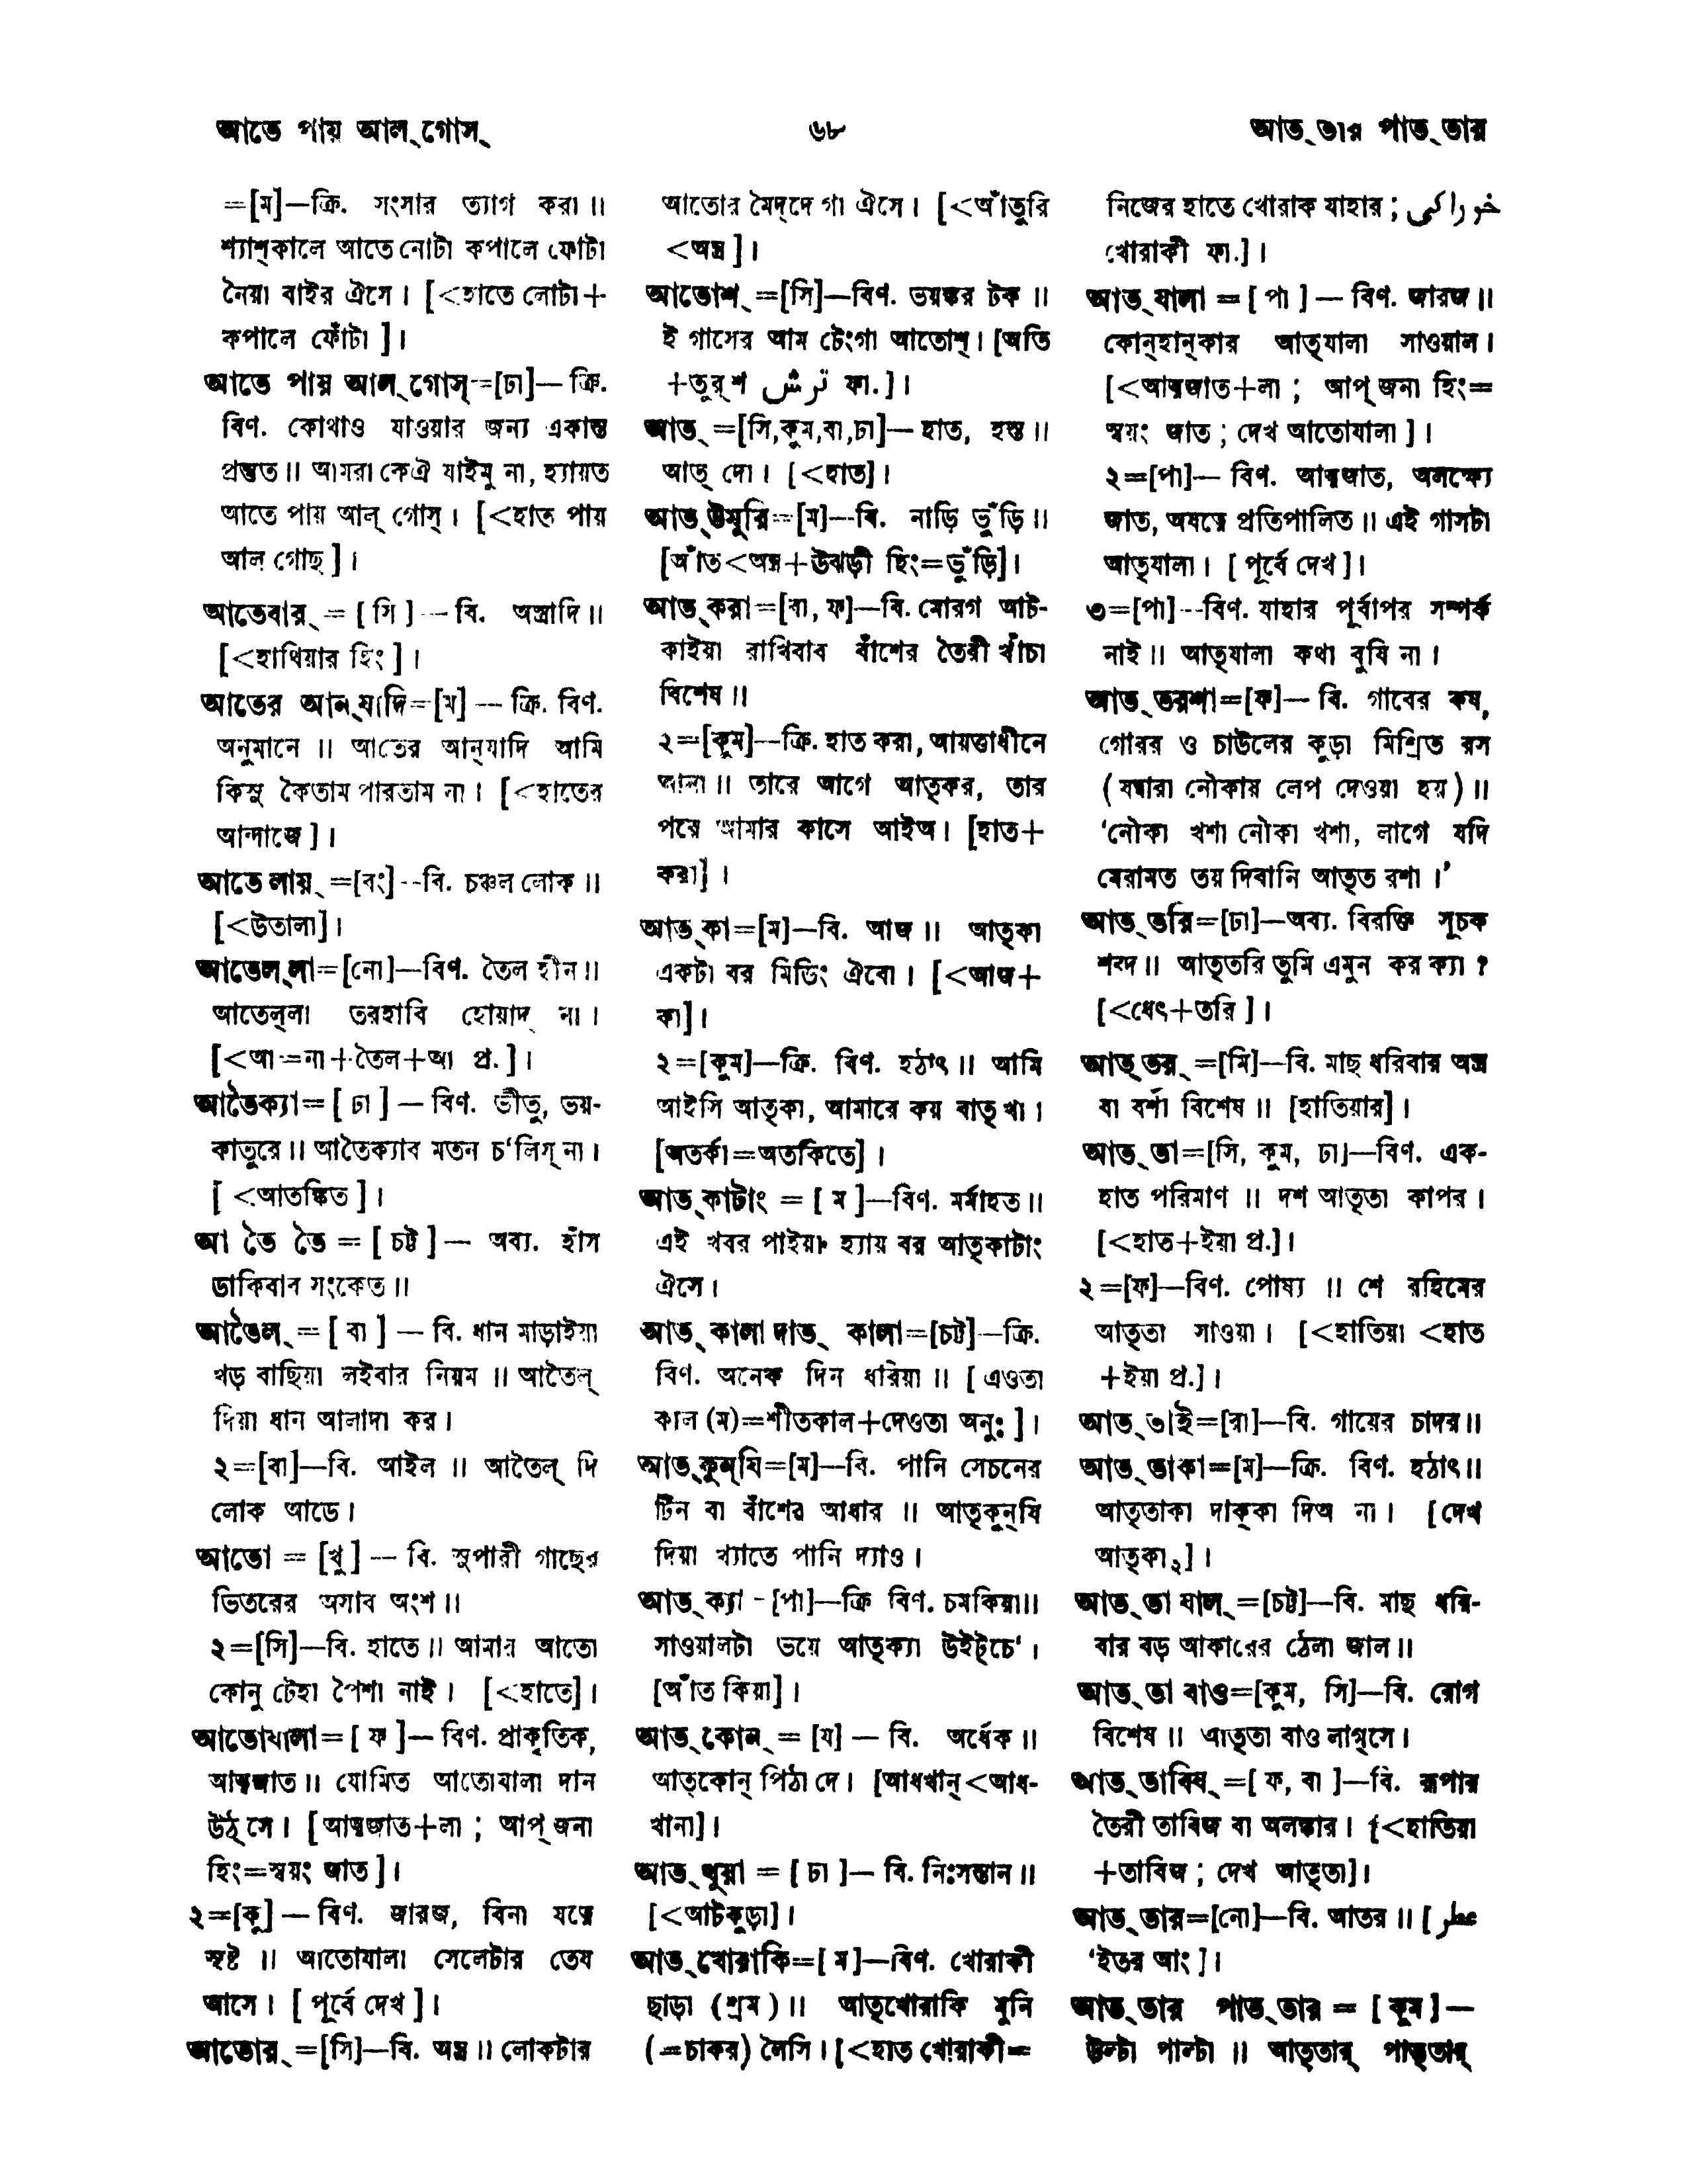 আতে পায় আল্‌গোস্‌
৬৮
আত্‌তার পাত্‌তার
=[ম]—ক্রি. সংসার ত্যাগ করা॥
শ্যাশ্‌কালে আতে নোটা কপালে ফোটা
নৈয়া বাইর ঐসে। [<হাতে লোটা+
কপালে ফোঁটা]।
আতে পায় আল্‌গোস্‌=[ঢা]—ক্রি.
বিণ. কোথাও যাওয়ার জন্য একান্ত
প্রস্তুত॥ আমরা কেঐ যাইমু না, হ্যায়ত
আতে পায় আল্‌ গোস্‌। [<হাত পায়
আল গোছ]।
আতেবার্‌=[সি]—বি. অস্ত্রাদি॥
[<হাথিয়ার হিং]।
আতের আন্‌যাদি=[ম]—ক্রি. বিণ.
অনুমানে॥ আতের আন্‌যাদি আমি
কিস্সু কৈতাম পারতাম না। [<হাতের
আন্দাজে]।
আতেলায়্‌=[বং]—বি. চঞ্চল লোক॥
[<উতালা]।
আতেল্‌লা=[নো]—বিণ. তৈল হীন॥
আতেল্‌লা তরহাবি হোয়াদ্‌ না।
[<আ=না+তৈল+আ প্র.]।
আতৈক্যা=[ঢা]—বিণ. ভীতু, ভয়-
কাতুরে॥ আতৈক্যাব মতন চ‘লিগ্‌ না।
[<আতঙ্কিত]।
আ তৈ তৈ=[চট্ট]—অব্য. হাঁস
ডাকিবার সংকেত॥
আতৈল্‌=[বা]—বি. ধান মাড়াইয়া
খড় বাছিয়া লইবার নিয়ম॥ আতৈল্‌
দিয়া ধান আলাদা কর।
২=[বা]—বি. আইল॥ আতৈল্‌ দি
লোক আডে।
আতো=[খু]—বি. সুপারী গাছের
ভিতরের অসাব অংশ॥
২=[সি]—বি. হাতে॥ আমার আতো
কোনু টেহা পৈশা নাই। [<হাতে]।
আতোযালা=[ফ]—বিণ. প্রাকৃতিক,
আত্মজাত॥ যোমিত আতোযালা দান
উঠ্‌সে। [আত্মজাত+লা; আপ্‌ জনা
হিং=স্বয়ং জাত]।
২=[কু]—বিণ. জারজ, বিনা যত্নে
সৃষ্ট॥ আতোযালা সেলেটার তেয
আসে। [পূর্বে দেখ]।
আতোর্‌=[সি]—বি. অন্ত্র॥ লোকটার
আতোর মৈদ্‌দে গা ঐসে। [<আঁতুরি
<অন্ত্র]।
আতোশ্‌=[সি]—বিণ. ভয়ঙ্কর টক॥
ই গাসের আম টেংগা আতোশ্‌। [অতি
+তুর্‌শ ترش ফা.]।
আত্‌=[সি,কুম,বা,ঢা]—হাত, হস্ত॥
আত্‌ দো। [<হাত]।
আত্‌উমুরি=[ম]—বি. নাড়ি ভুঁড়ি॥
[আঁত<অন্ত্র+উঝড়ী হিং=ভুঁড়ি]।
আত্‌করা=[বা, ফ]—বি. মোরগ আট-
কাইয়া রাখিবাব বাঁশের তৈরী খাঁচা
বিশেষ॥
২=[কুম]—ক্রি. হাত করা, আয়ত্তাধীনে
আনা॥ তারে আগে আত্‌কর, তার
পরে আমার কাসে আইঅ। [হাত+
করা]।
আত্‌কা=[ম]—বি. আজ॥ আত্‌কা
একটা বর মিডিং ঐবো। [<আজ+
কা]।
২=[কুম]—ক্রি. বিণ. হঠাৎ॥ আমি
আইসি আত্‌কা, আমারে কয় বাত্‌ খা।
[অতর্কা=অতর্কিতে]।
আত্‌কাটাং=[ম]—বিণ. মর্মাহত॥
এই খবর পাইয়া হ্যায় বর আত্‌কাটাং
ঐসে।
আত্‌ কালা দাত্‌ কালা=[চট্ট]—ক্রি.
বিণ. অনেক দিন ধরিয়া॥ [এওতা
কাল (ম)=শীতকাল+দেওতা অনুঃ]।
আত্‌কুন্‌যি=[ম]—বি. পানি সেচনের
টিন বা বাঁশের আধার॥ আত্‌কুন্‌যি
দিয়া খ্যাতে পানি দ্যাও।
আত্‌ক্যা-[পা]—ক্রি বিণ. চমকিয়া॥
সাওয়ালটা ভয়ে আত্‌ক্যা উইট্‌চে‘।
[আঁত কিয়া]।
আত্‌কোন্‌=[য]—বি. অর্ধেক॥
আত্‌কোন্‌ পিঠা দে। [আধখান্‌<আধ-
খানা]।
আত্‌খুয়া=[ঢা]—বি. নিঃসন্তান॥
[<আটকুড়া]।
আত্‌খোরাকি=[ম]—বিণ. খোরাকী
ছাড়া (শ্রম)॥ আত্‌খোরাকি মুনি
(=চাকর) লৈসি। [<হাত খোরাকী=
নিজের হাতে খোরাক যাহার; خوراکی
খোরাকী ফা.]।
আত্‌যালা=[পা]—বিণ. জারজ॥
কোন্‌হান্‌কার আত্‌যালা সাওয়াল।
[<আত্মজাত+লা; আপ্‌ জনা হিং=
স্বয়ং জাত; দেখ আতোযালা]।
২=[পা]—বিণ. আত্মজাত, অলক্ষ্যে
জাত, অযত্নে প্রতিপালিত॥ এই গাসটা
আত্‌যালা। [পূর্বে দেখ]।
৩=[পা]—বিণ. যাহার পূর্বাপর সম্পর্ক
নাই॥ আত্‌যালা কথা বুযি না।
আত্‌তরশা=[ফ]—বি. গাবের কষ,
গোরর ও চাউলের কুড়া মিশ্রিত রস
(যদ্বারা নৌকায় লেপ দেওয়া হয়)॥
‘নৌকা খশা নৌকা খশা, লাগে যদি
মেরামত তয় দিবানি আত্‌ত রশা।’
আত্‌তরি=[ঢা]—অব্য. বিরক্তি সূচক
শব্দ॥ আত্‌তরি তুমি এমুন কর ক্যা?
[<ধেৎ+তরি]।
আত্‌তর্‌=[মি]—বি. মাছ ধরিবার অস্ত্র
বা বর্শা বিশেষ॥ [হাতিয়ার]।
আত্‌তা=[সি, কুম, ঢা]—বিণ. এক-
হাত পরিমাণ॥ দশ আত্‌তা কাপর।
[<হাত+ইয়া প্র.]।
২=[ফ]—বিণ. পোষ্য॥ শে রহিমের
আত্‌তা সাওয়া। [<হাতিয়া <হাত
+ইয়া প্র.]।
আত্‌তাই=[রা]—বি. গায়ের চাদর॥
আত্‌তাকা=[ম]—ক্রি. বিণ. হঠাৎ॥
আত্‌তাকা দাক্‌কা দিঅ না। [দেখ
আত্‌কা২]।
আত্‌তা যাল্‌=[চট্ট]—বি. মাছ ধরি-
বার বড় আকারের ঠেলা জাল॥
আত্‌তা বাও=[কুম, সি]—বি. রোগ
বিশেষ॥ আত্‌তা বাও লাগ্‌সে।
আত্‌তাবিষ্‌=[ফ, বা]—বি. রূপার
তৈরী তাবিজ বা অলঙ্কার। [<হাতিয়া
+তাবিজ; দেখ আত্‌তা]।
আত্‌তার=[নো]—বি. আতর॥ [عطر
‘ইতর আং]।
আত্‌তার পাত্‌তার=[কুম]—
উল্টা পাল্টা॥ আত্‌তার্‌ পাত্‌তার্‌